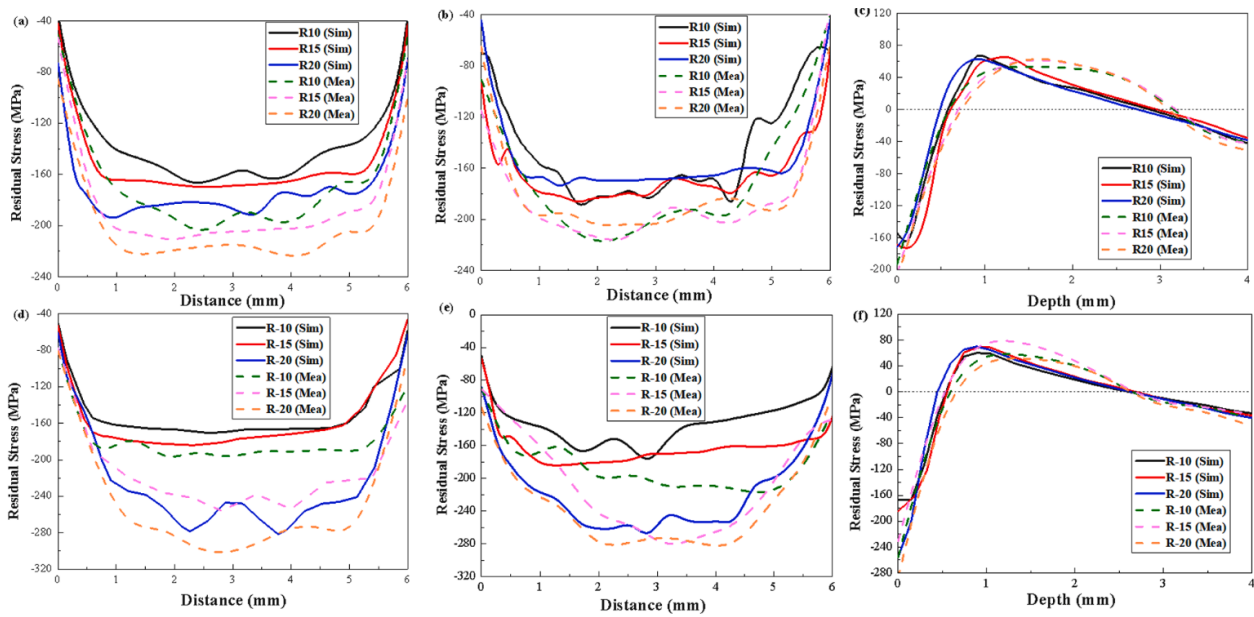 (a)
R10 (Sim)
R15 (Sim)
R20 (Sim)
R10 (Mea)
R15 (Mea)
R20 (Mea)
Residual Stress (MPa)
-40
-80
-120
-160
-200
-240
0 1 2 3 4 5 6
Distance (mm)
(b)
R10 (Sim)
R15 (Sim)
R20 (Sim)
R10 (Mea)
R15 (Mea)
R20 (Mea)
Residual Stress (MPa)
-40
-80
-120
-160
-200
-240
0 1 2 3 4 5 6
Distance (mm)
(c)
R10 (Sim)
R15 (Sim)
R20 (Sim)
R10 (Mea)
R15 (Mea)
R20 (Mea)
Residual Stress (MPa)
120
80
40
0
-40
-80
-120
-160
-200
0 1 2 3 4
Depth (mm)
(d)
R-10 (Sim)
R-15 (Sim)
R-20 (Sim)
R-10 (Mea)
R-15 (Mea)
R-20 (Mea)
Residual Stress (MPa)
-40
-80
-120
-160
-200
-240
-280
-320
0 1 2 3 4 5 6
Distance (mm)
(e)
R-10 (Sim)
R-15 (Sim)
R-20 (Sim)
R-10 (Mea)
R-15 (Mea)
R-20 (Mea)
Residual Stress (MPa)
0
-40
-80
-120
-160
-200
-240
-280
-320
0 1 2 3 4 5 6
Distance (mm)
(f)
R-10 (Sim)
R-15 (Sim)
R-20 (Sim)
R-10 (Mea)
R-15 (Mea)
R-20 (Mea)
Residual Stress (MPa)
120
80
40
0
-40
-80
-120
-160
-200
-240
-280
0 1 2 3 4
Depth (mm)